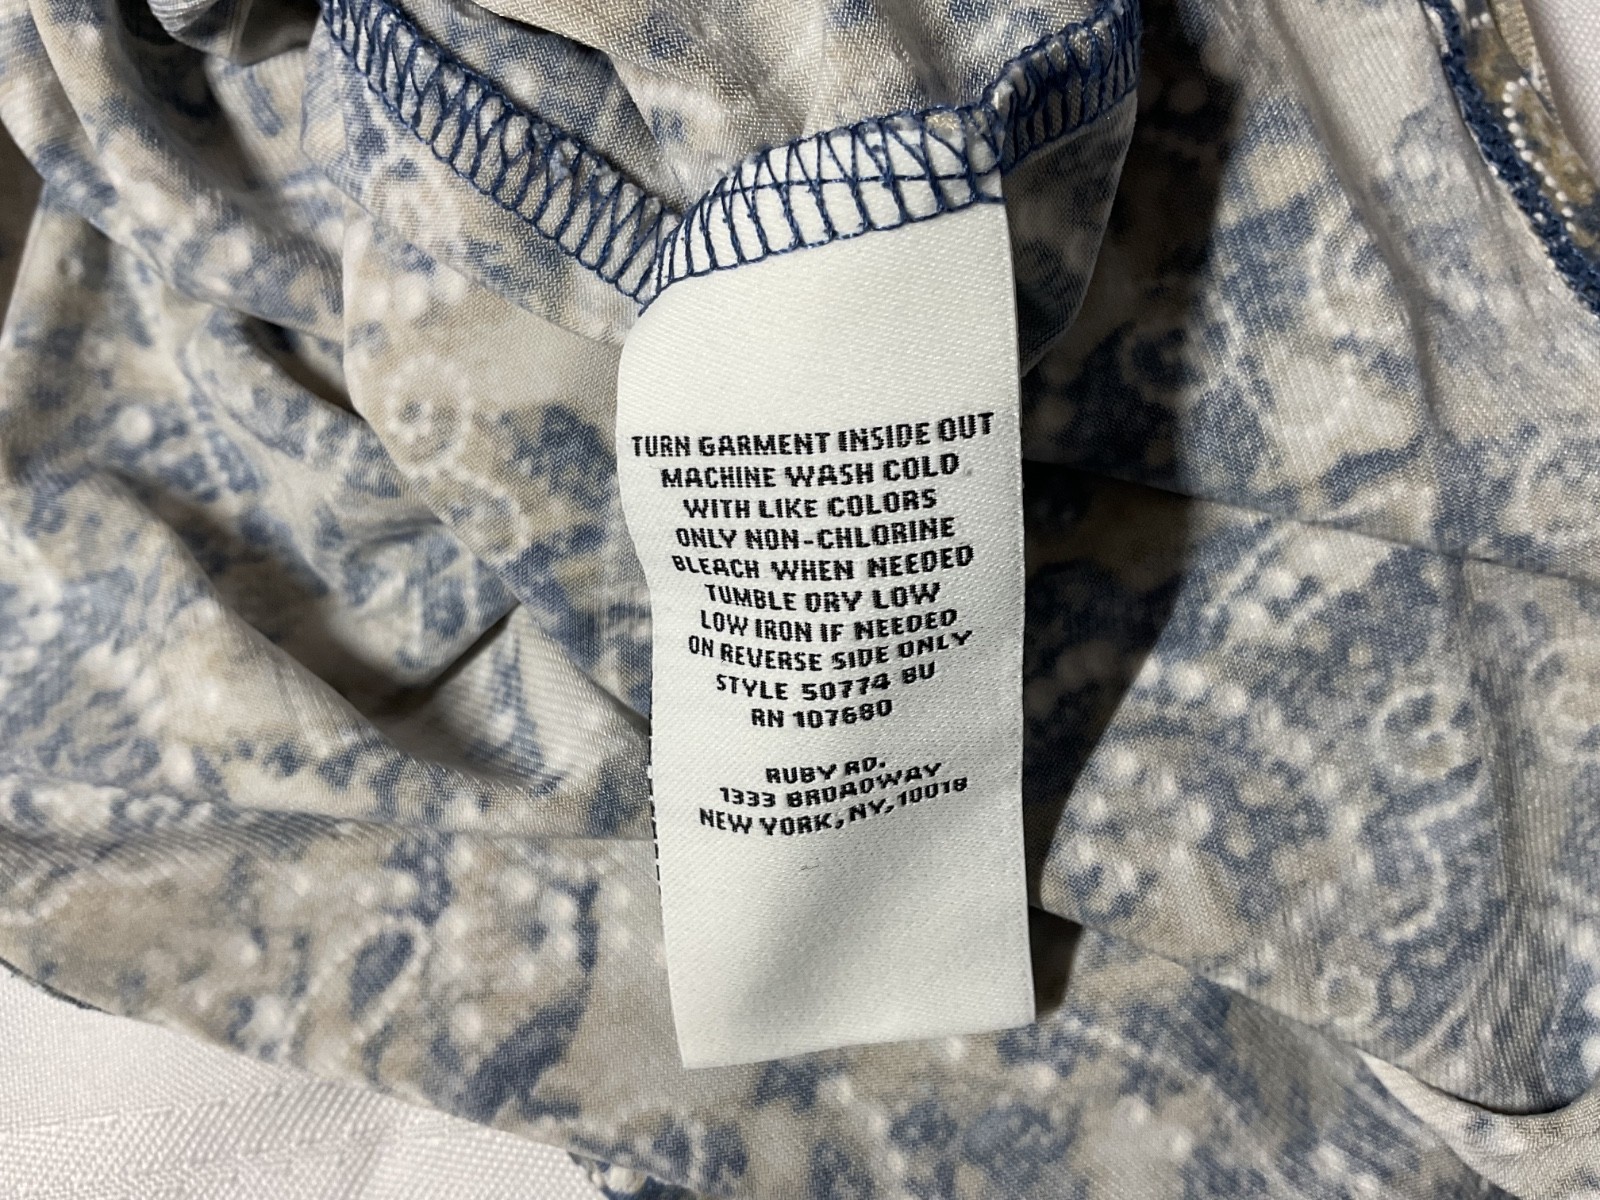 TURN GARMENT INSIDE OUT
MACHINE WASH COLD
WITH LIKE COLORS
ONLY NON-CHLORINE
BLEACH WHEN NEEDED
TUMBLE DRY LOW
LOW IRON IF NEEDED
ON REVERSE SIDE ONLY
STYLE 50774 BU
RN 107680
RUBY RD.
1333 BROADWAY
NEW YORK, NY, 10018